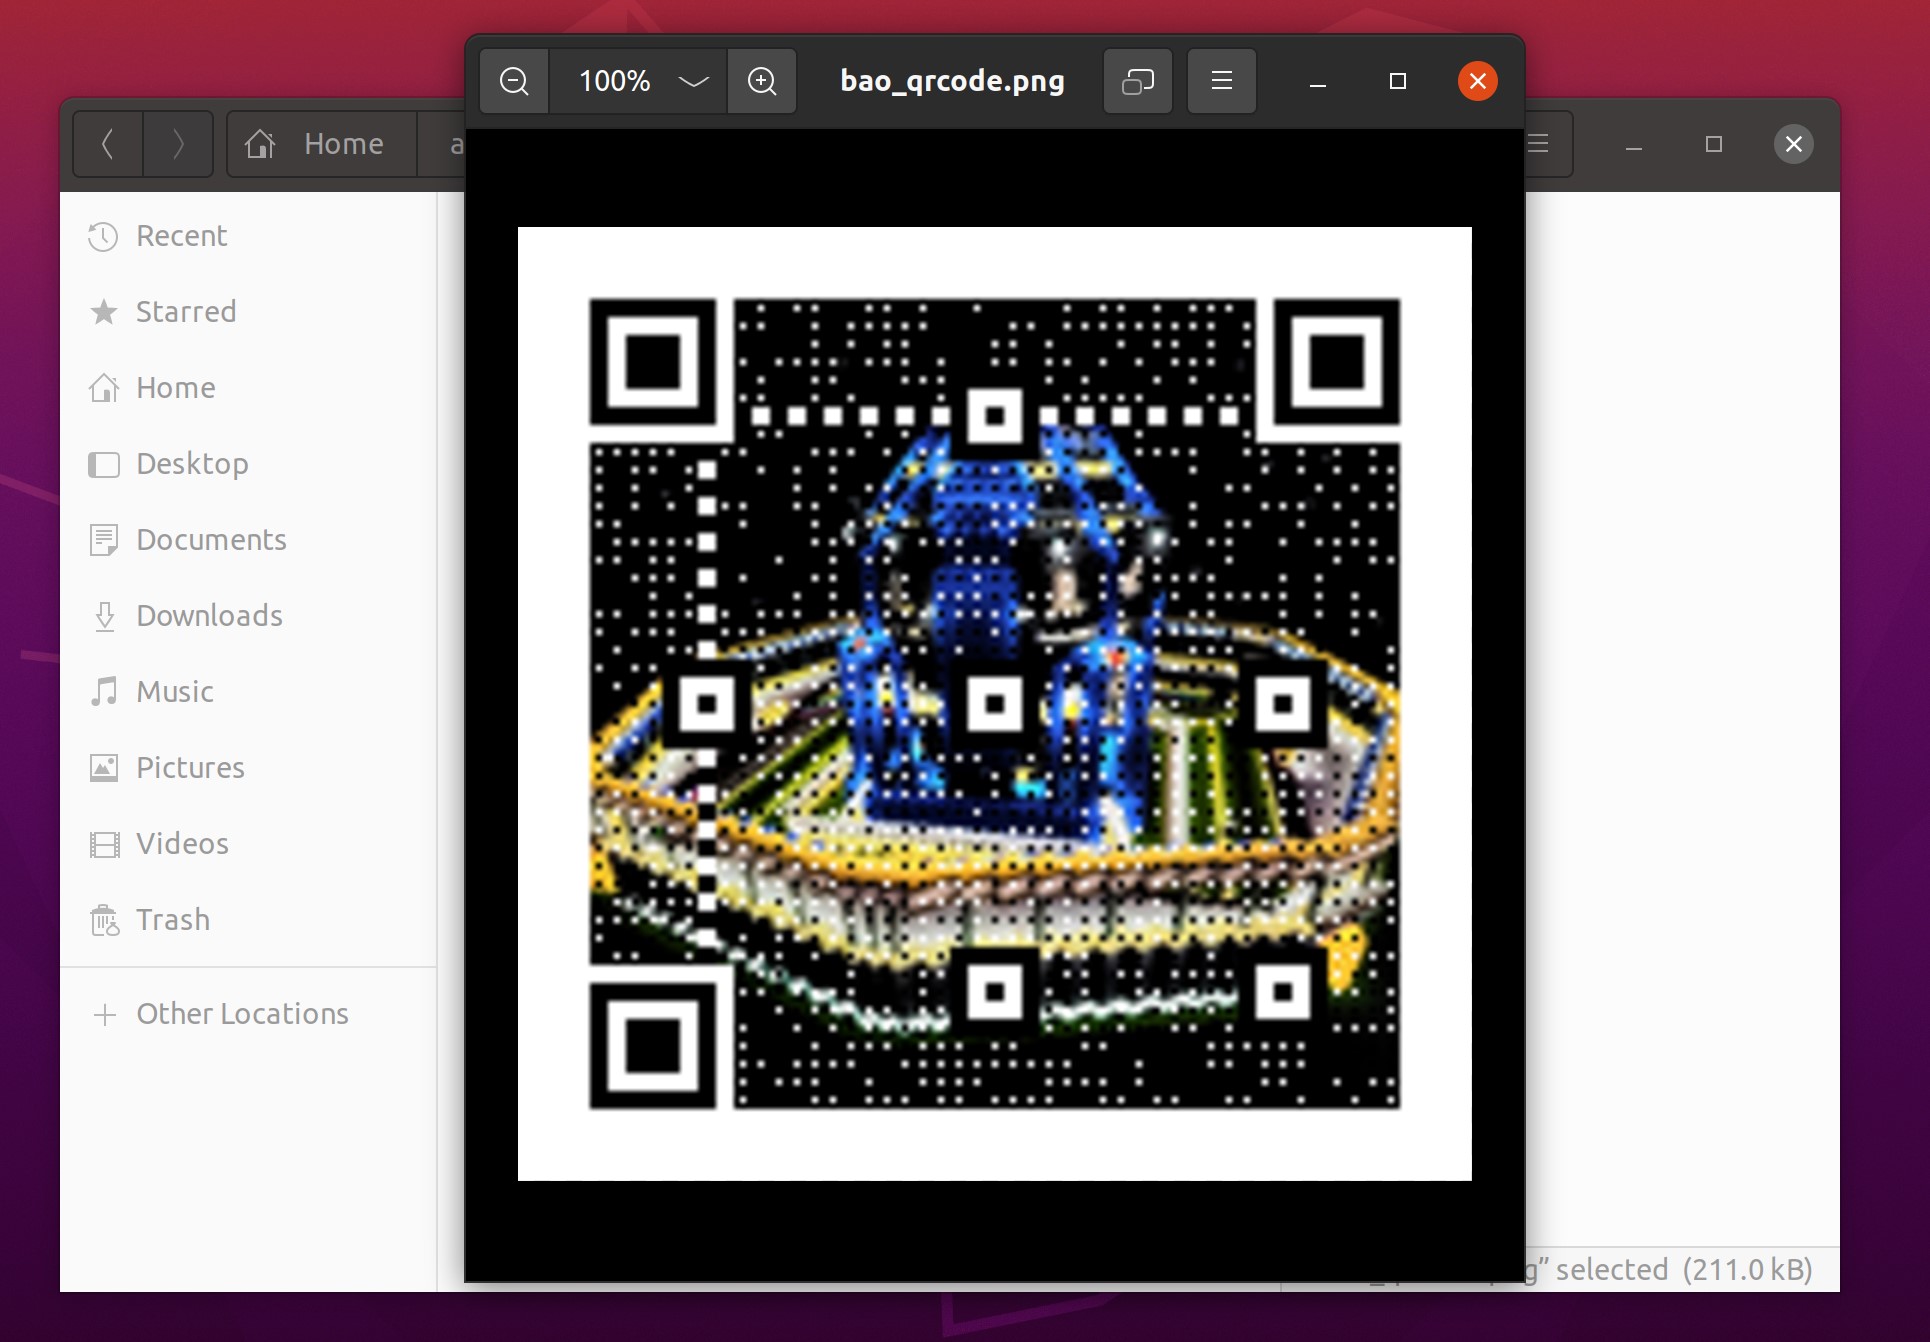 100%
bao_qrcode.png
Home
Recent
Starred
Home
Desktop
Documents
Downloads
Music
Pictures
Videos
Trash
Other Locations
g” selected (211.0 kB)